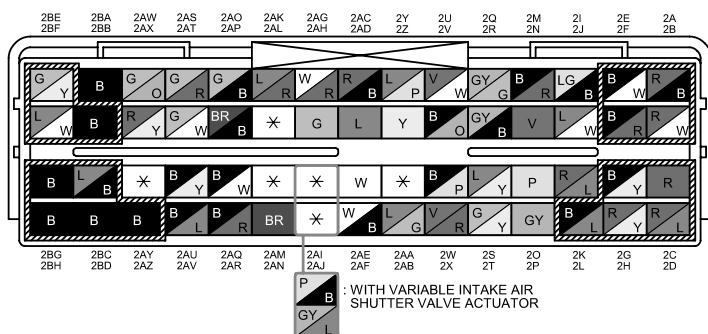 2BE 2BA 2AW 2AS 2AO 2AK 2AG 2AC 2Y 2U 2Q 2M 2I 2E 2A
2BF 2BB 2AX 2AT 2AP 2AL 2AH 2AD 2Z 2V 2R 2N 2J 2F 2B
G Y B G O G R G B L R W R R B L P V W GY G B R LG B B W R B
L W B R Y G W BR B * G L Y B O GY B V L W B R R W
B L B * B Y B W * * W * B P L Y P R L B Y R
B B B B L B R BR * W B L G V R G Y GY B L R Y R L
2BG 2BC 2AY 2AU 2AQ 2AM 2AI 2AE 2AA 2W 2S 2O 2K 2G 2C
2BH 2BD 2AZ 2AV 2AR 2AN 2AJ 2AF 2AB 2X 2T 2P 2L 2H 2D
P B : WITH VARIABLE INTAKE AIR
SHUTTER VALVE ACTUATOR
GY L